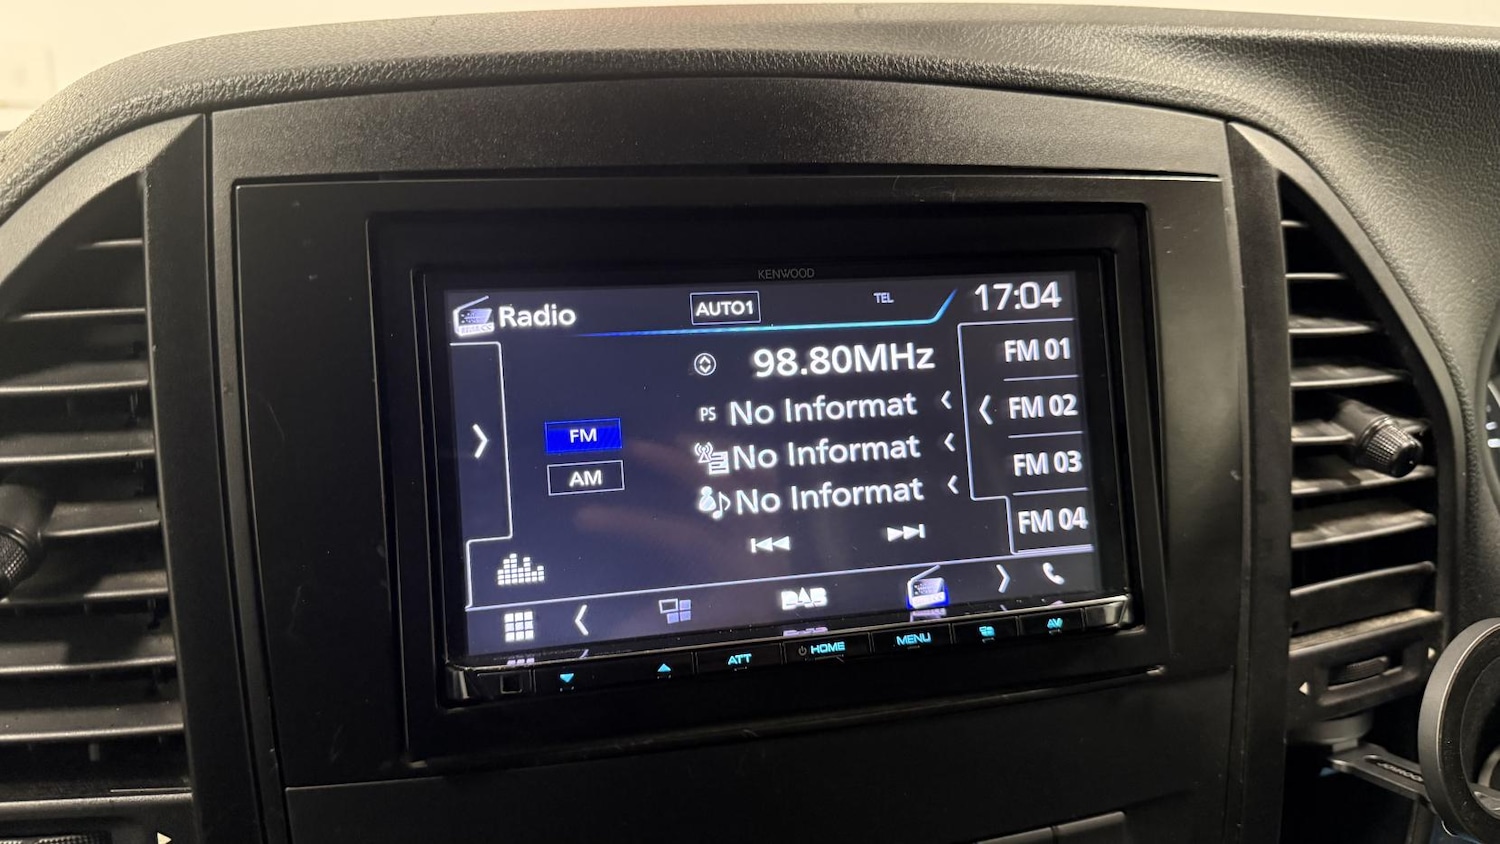 KENWOOD
Radio
AUTO1
TEL
17:04
98.80MHz
PS No Informat
No Informat
No Informat
FM
AM
FM 01
FM 02
FM 03
FM 04
DAB
ATT
HOME
MENU
AV